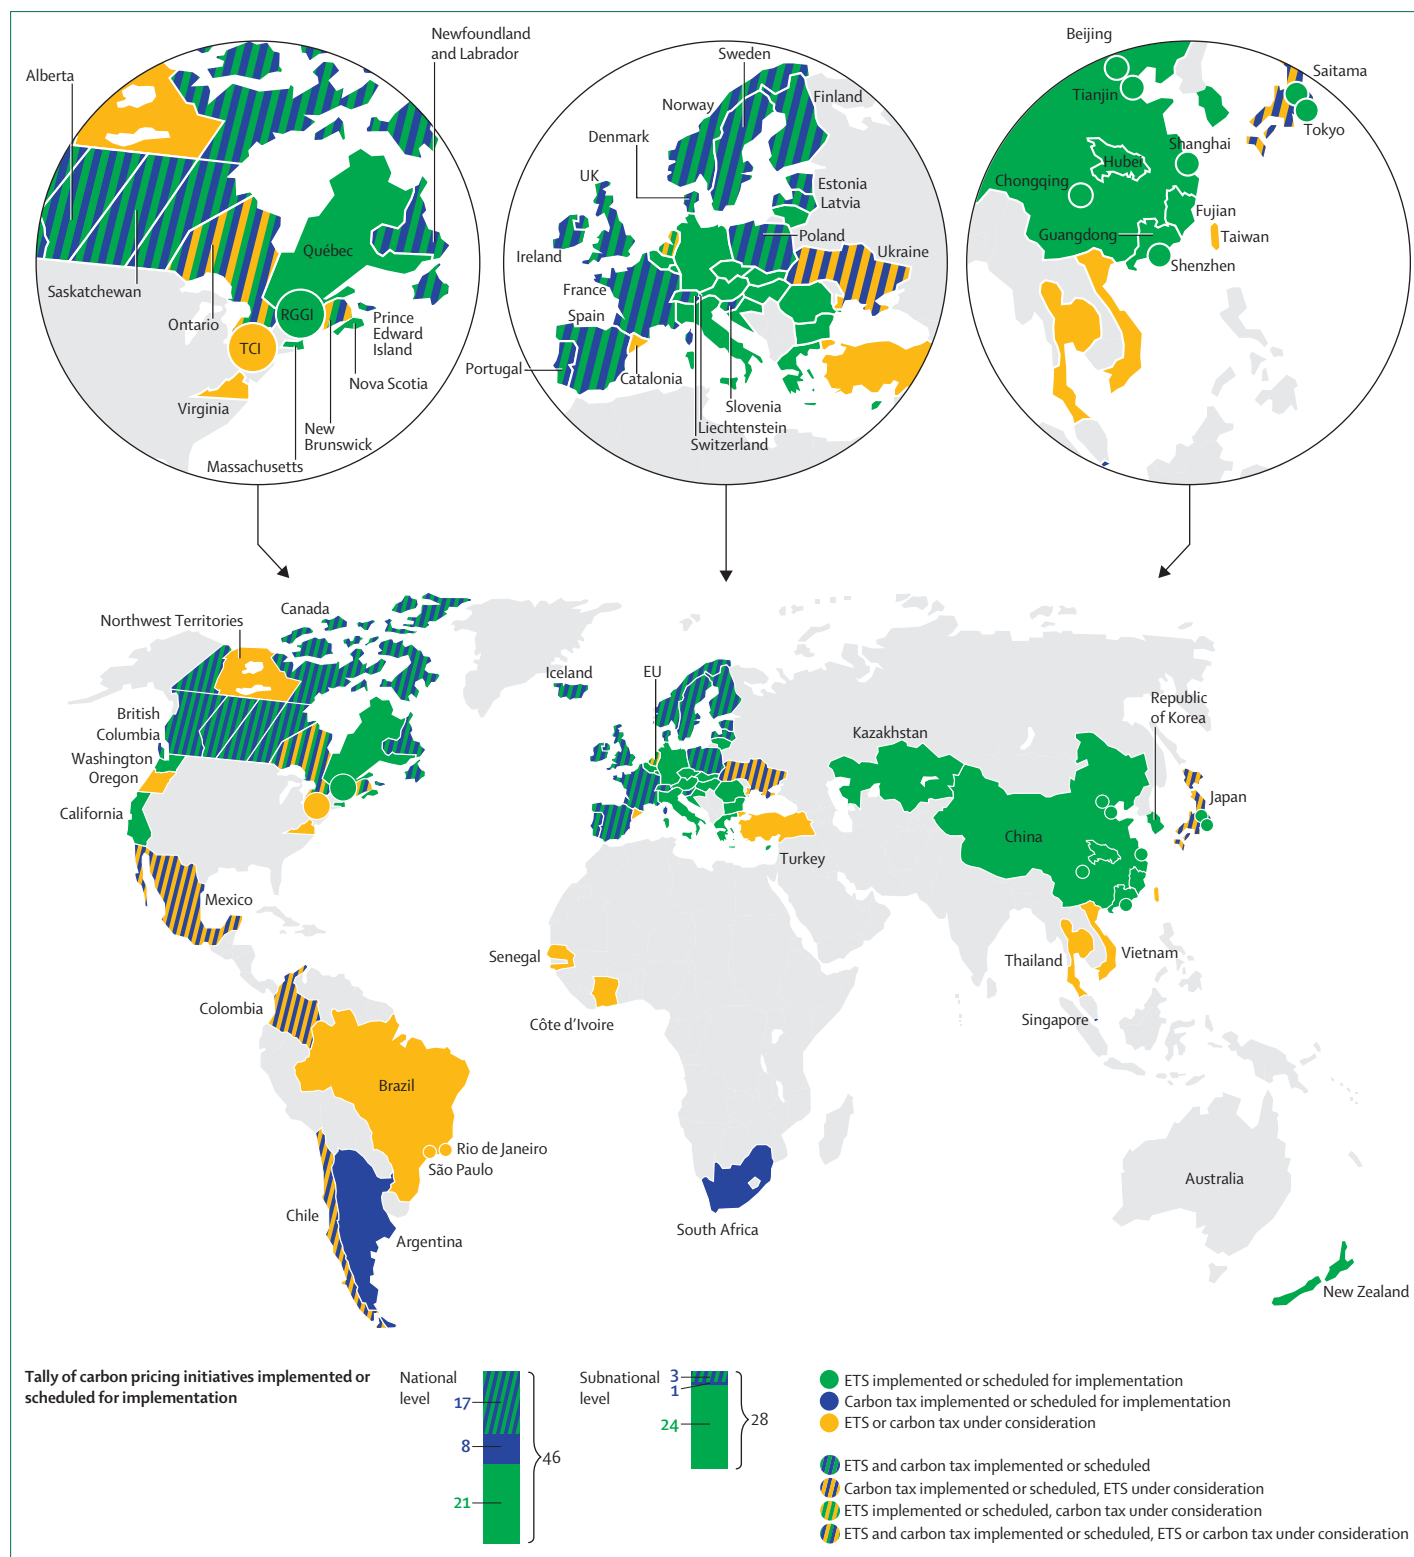 Newfoundland
and Labrador
Alberta
Saskatchewan
Ontario
Québec
RGGI
TCI
Prince
Edward
Island
Nova Scotia
Virginia
New
Brunswick
Massachusetts
Sweden
Norway
Finland
Denmark
UK
Estonia
Latvia
Poland
Ukraine
Ireland
France
Spain
Portugal
Catalonia
Slovenia
Liechtenstein
Switzerland
Beijing
Tianjin
Saitama
Tokyo
Shanghai
Hubei
Chongqing
Fujian
Guangdong
Taiwan
Shenzhen
Canada
Northwest Territories
British
Columbia
Washington
Oregon
California
Mexico
Iceland
EU
Kazakhstan
Republic
of Korea
Japan
China
Turkey
Senegal
Côte d’Ivoire
Thailand
Vietnam
Singapore
Colombia
Brazil
Rio de Janeiro
São Paulo
Chile
Argentina
South Africa
Australia
New Zealand
Tally of carbon pricing initiatives implemented or
scheduled for implementation
National
level
17
8
21
46
Subnational
level
3
1
24
28
ETS implemented or scheduled for implementation
Carbon tax implemented or scheduled for implementation
ETS or carbon tax under consideration
ETS and carbon tax implemented or scheduled
Carbon tax implemented or scheduled, ETS under consideration
ETS implemented or scheduled, carbon tax under consideration
ETS and carbon tax implemented or scheduled, ETS or carbon tax under consideration